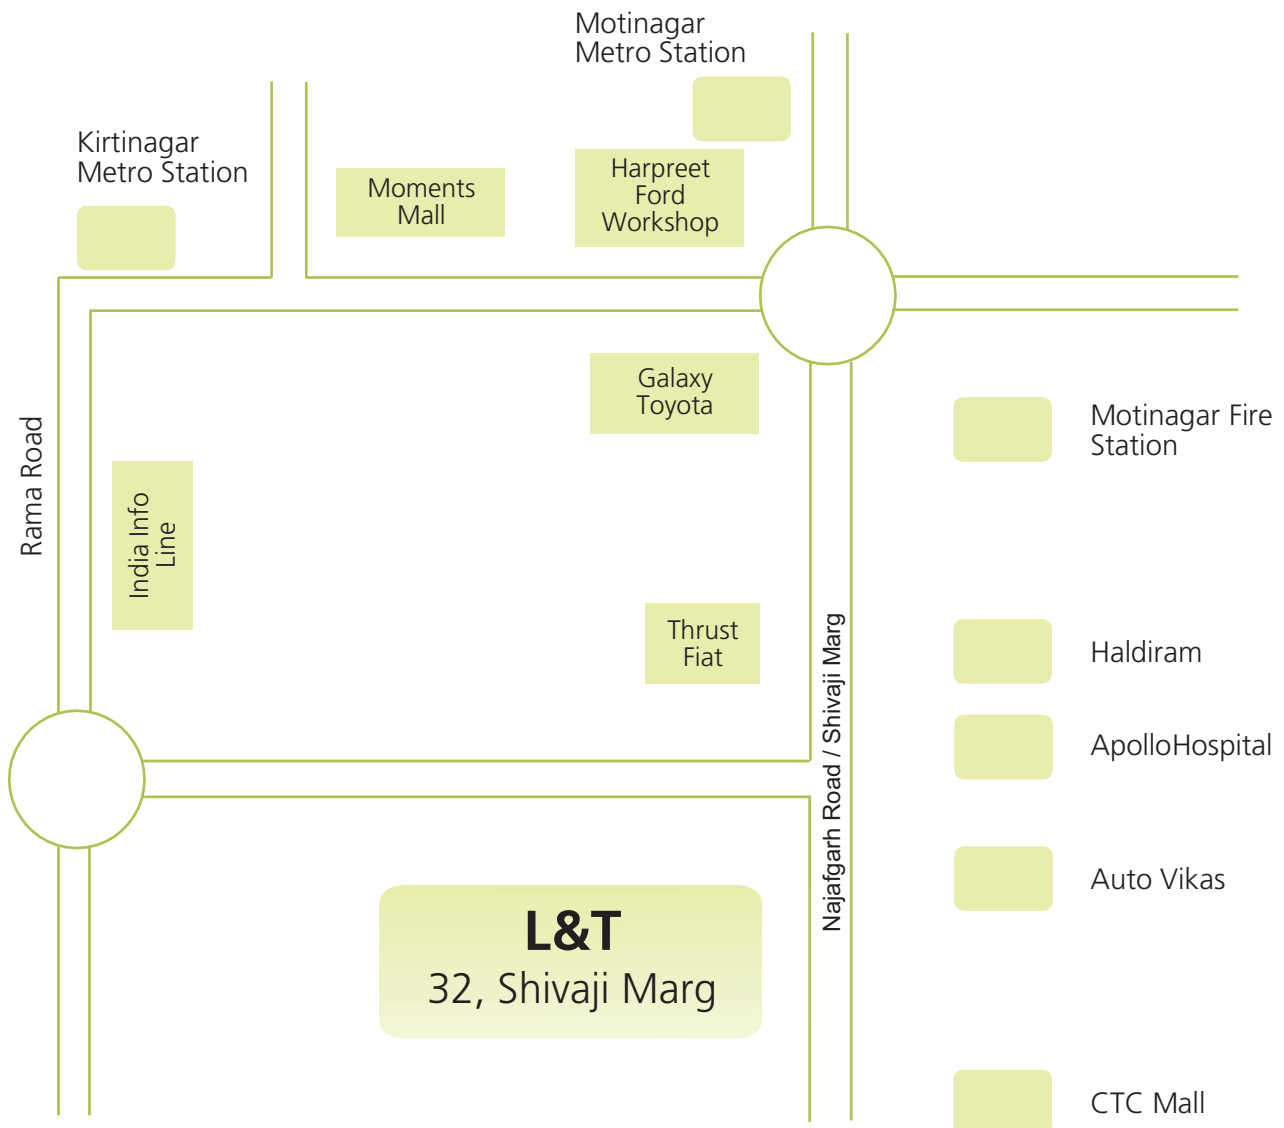 Motinagar
Metro Station
Kirtinagar
Metro Station
Moments
Mall
Harpreet
Ford
Workshop
Galaxy
Toyota
Motinagar Fire
Station
Rama Road
India Info
Line
Thrust
Fiat
Najafgarh Road / Shivaji Marg
Haldiram
ApolloHospital
Auto Vikas
L&T
32, Shivaji Marg
CTC Mall